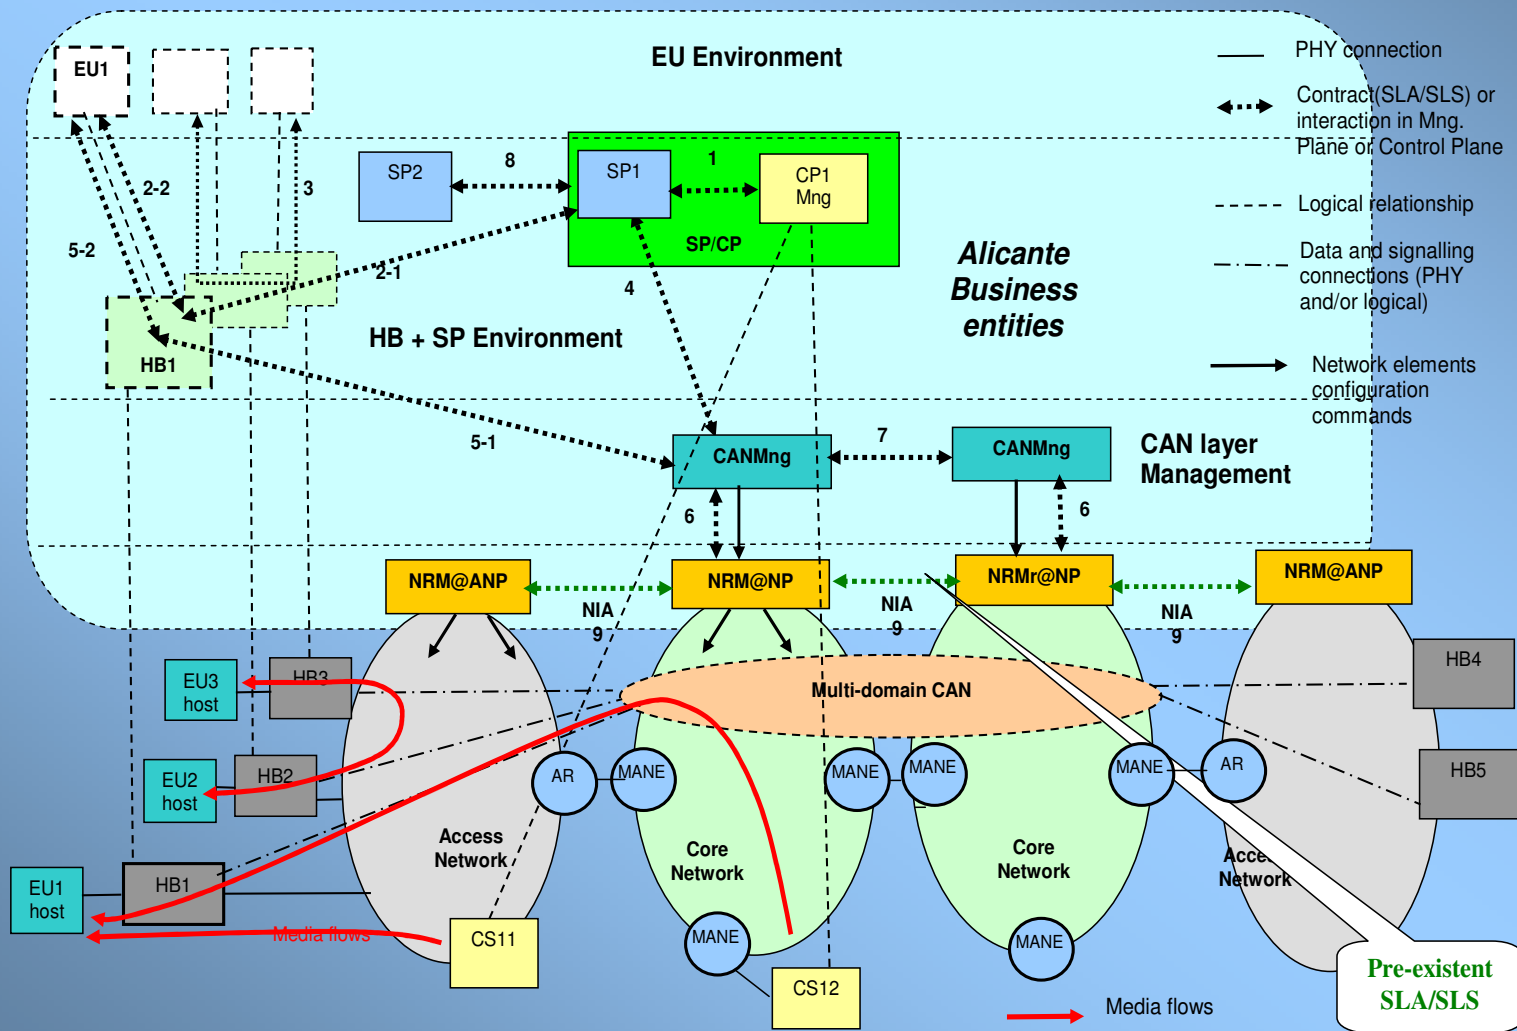 EU Environment
PHY connection
Contract(SLA/SLS) or
interaction in Mng.
Plane or Control Plane
Logical relationship
Data and signalling
connections (PHY
and/or logical)
Network elements
configuration
commands
EU1
SP2
8
SP1
1
CP1
Mng
SP/CP
2-2
3
5-2
2-1
4
Alicante
Business
entities
HB + SP Environment
HB1
5-1
CANMng
7
CANMng
CAN layer
Management
6
6
NRM@ANP
NIA
9
NRM@NP
NIA
9
NRMr@NP
NIA
9
NRM@ANP
EU3
host
HB3
Multi-domain CAN
HB4
EU2
host
HB2
AR
MANE
MANE
MANE
MANE
AR
HB5
Access
Network
Core
Network
Core
Network
Access
Network
EU1
host
HB1
Media flows
CS11
MANE
CS12
MANE
Pre-existent
SLA/SLS
Media flows